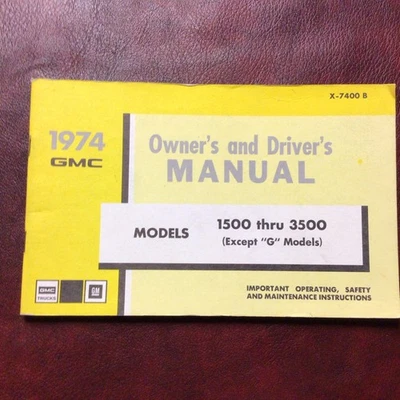 X-7400 B
1974
GMC
Owner's and Driver's
MANUAL
MODELS
1500 thru 3500
(Except "G" Models)
GMC
TRUCKS
GM
IMPORTANT OPERATING, SAFETY
AND MAINTENANCE INSTRUCTIONS